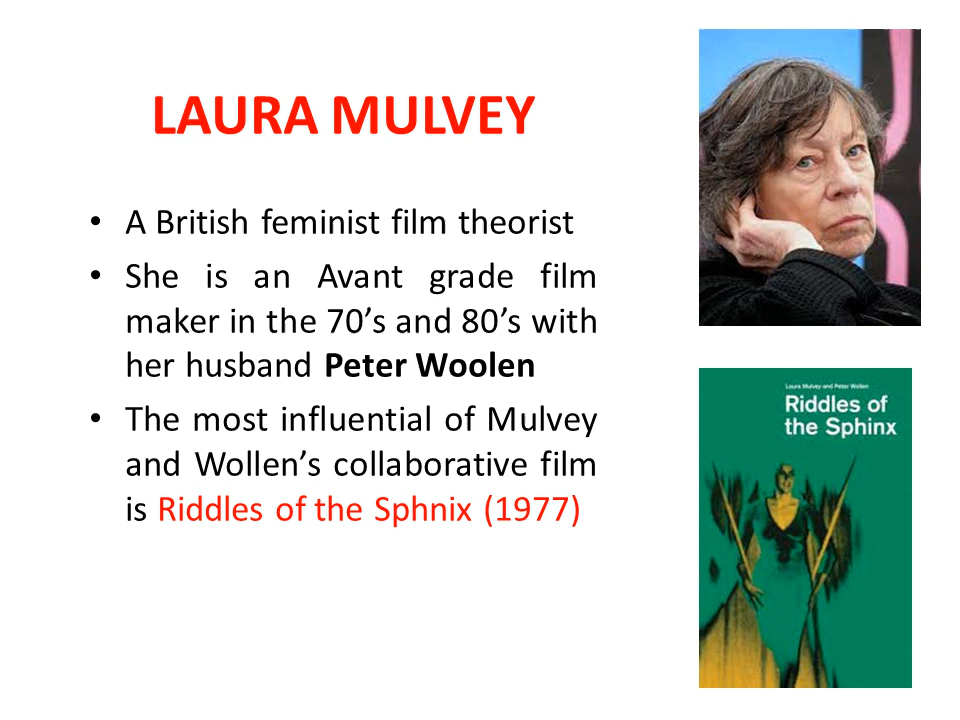 LAURA MULVEY
• A British feminist film theorist
• She is an Avant grade film
maker in the 70’s and 80’s with
her husband Peter Woolen
• The most influential of Mulvey
and Wollen’s collaborative film
is Riddles of the Sphnix (1977)
Laura Mulvey and Peter Wollen
Riddles of
the Sphinx